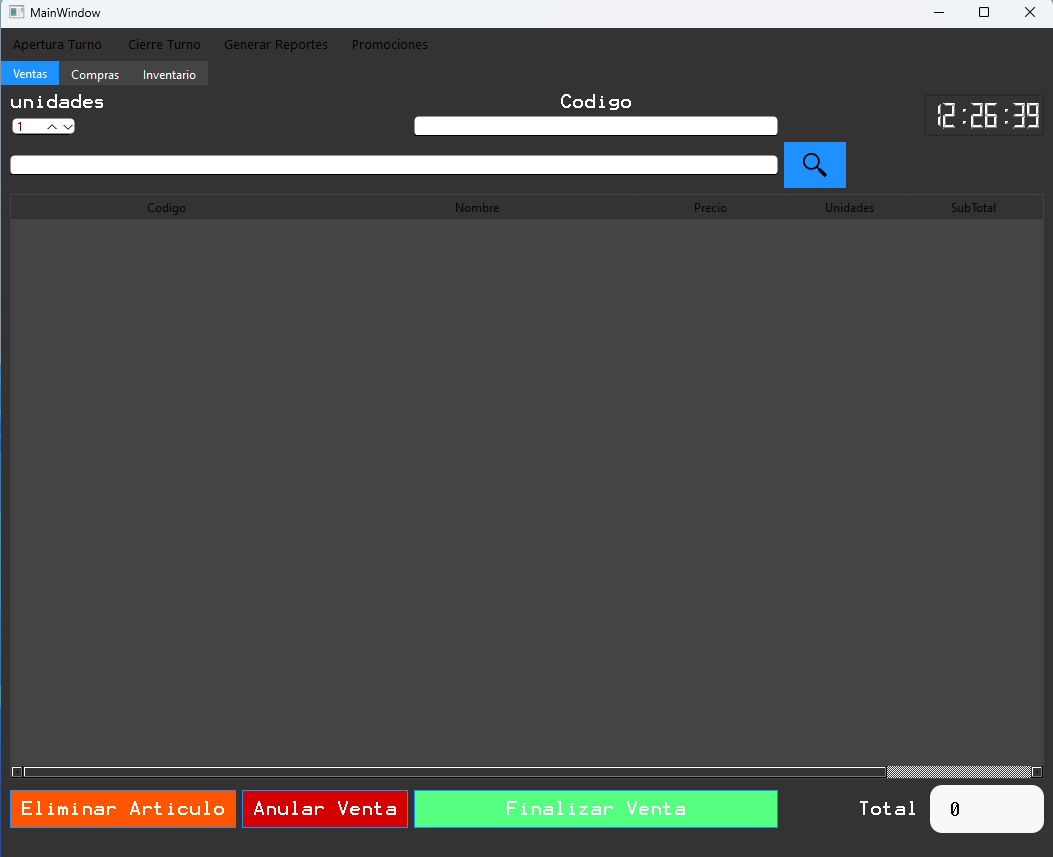 MainWindow
Apertura Turno Cierre Turno Generar Reportes Promociones
Ventas Compras Inventario
unidades Codigo 12:26:39
1
Codigo Nombre Precio Unidades SubTotal
Eliminar Articulo Anular Venta Finalizar Venta Total 0